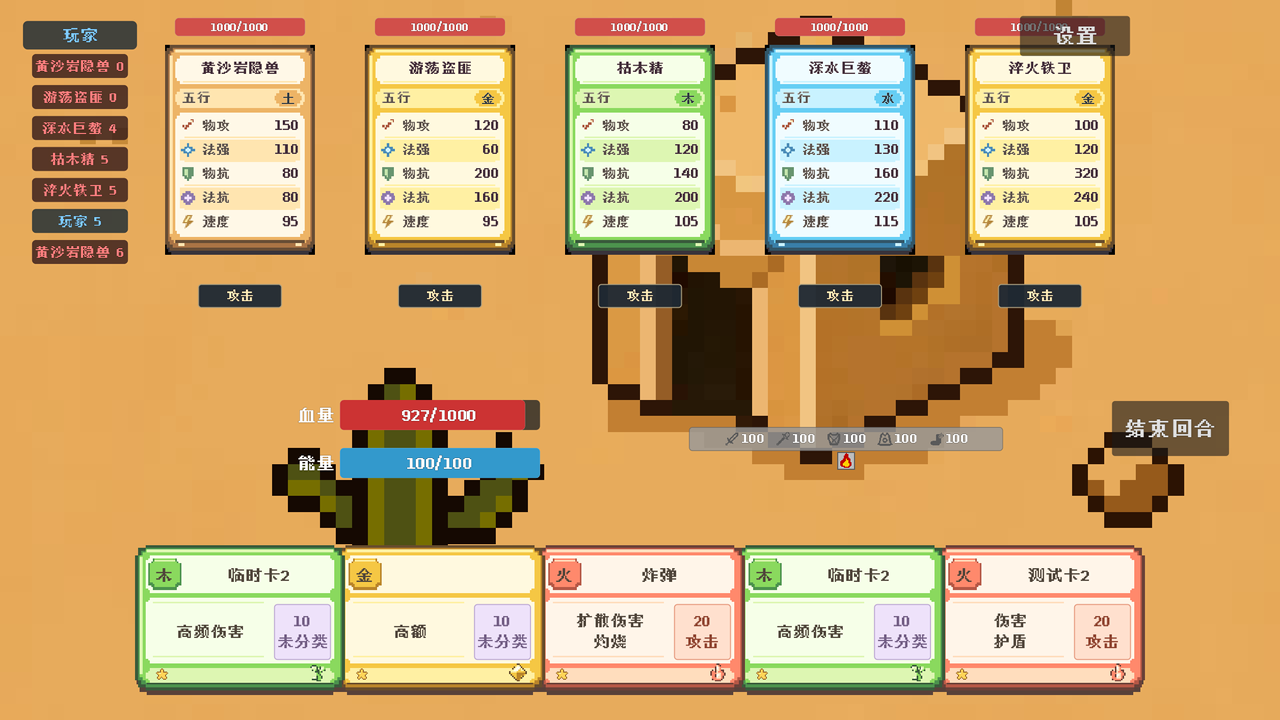 玩家
黄沙岩隐兽 0
游荡盗匪 0
深水巨螯 4
枯木精 5
淬火铁卫 5
玩家 5
黄沙岩隐兽 6
1000/1000
黄沙岩隐兽
五行 土
物攻 150
法强 110
物抗 80
法抗 80
速度 95
攻击
1000/1000
游荡盗匪
五行 金
物攻 120
法强 60
物抗 200
法抗 160
速度 95
攻击
1000/1000
枯木精
五行 木
物攻 80
法强 120
物抗 140
法抗 200
速度 105
攻击
1000/1000
深水巨螯
五行 水
物攻 110
法强 130
物抗 160
法抗 220
速度 115
攻击
1000/1000
设置
淬火铁卫
五行 金
物攻 100
法强 120
物抗 320
法抗 240
速度 105
攻击
血量 927/1000
能量 100/100
100 100 100 100 100
结束回合
木 临时卡2
高频伤害
10
未分类
金
高额
10
未分类
火 炸弹
扩散伤害
灼烧
20
攻击
木 临时卡2
高频伤害
10
未分类
火 测试卡2
伤害
护盾
20
攻击